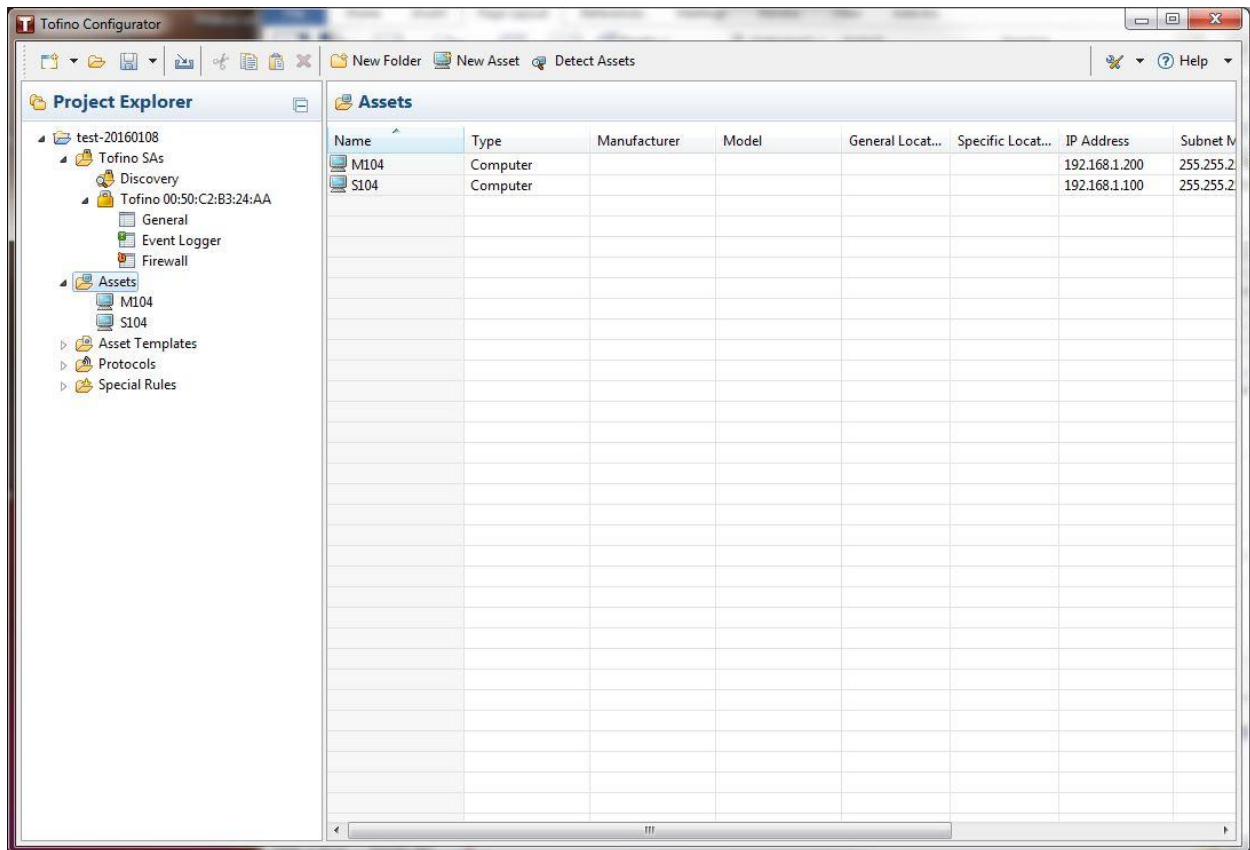 Tofino Configurator
New Folder New Asset Detect Assets Help
Project Explorer
test-20160108
Tofino SAs
Discovery
Tofino 00:50:C2:B3:24:AA
General
Event Logger
Firewall
Assets
M104
S104
Asset Templates
Protocols
Special Rules
Assets
Name Type Manufacturer Model General Locat... Specific Locat... IP Address Subnet M
M104 Computer 192.168.1.200 255.255.2
S104 Computer 192.168.1.100 255.255.2